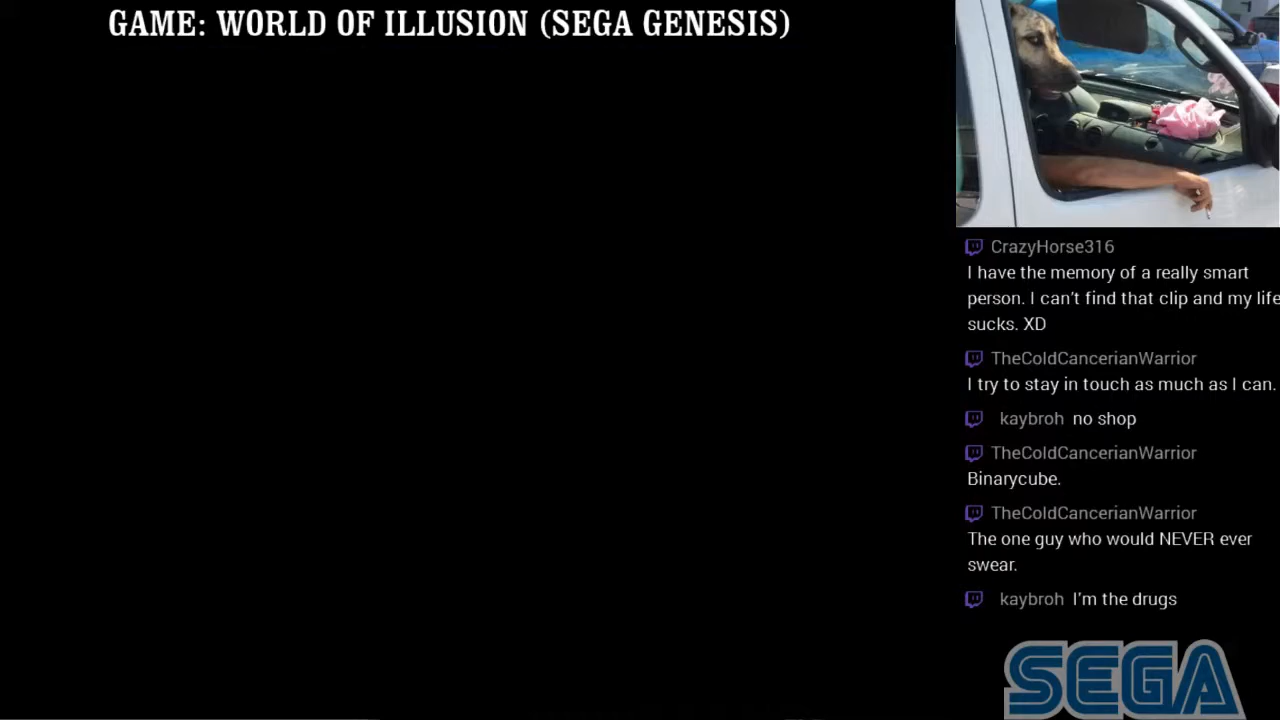 GAME: WORLD OF ILLUSION (SEGA GENESIS)
CrazyHorse316
I have the memory of a really smart
person. I can't find that clip and my life
sucks. XD
TheColdCancerianWarrior
I try to stay in touch as much as I can.
kaybroh no shop
TheColdCancerianWarrior
Binarycube.
TheColdCancerianWarrior
The one guy who would NEVER ever
swear.
kaybroh I'm the drugs
SEGA